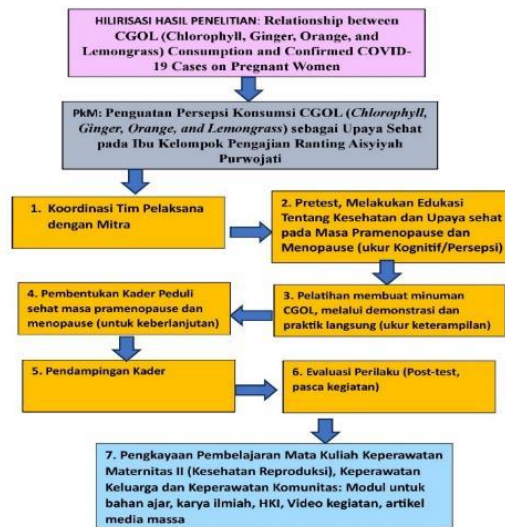 HILIRISASI HASIL PENELITIAN: Relationship between
CGOL (Chlorophyll, Ginger, Orange, and
Lemongrass) Consumption and Confirmed COVID-
19 Cases on Pregnant Women
PkM: Penguatan Persepsi Konsumsi CGOL (Chlorophyll,
Ginger, Orange, and Lemongrass) sebagai Upaya Sehat
pada Ibu Kelompok Pengajian Ranting Aisyiyah
Purwojati
1. Koordinasi Tim Pelaksana
dengan Mitra
2. Pretest, Melakukan Edukasi
Tentang Kesehatan dan Upaya sehat
pada Masa Pramenopause dan
Menopause (ukur Kognitif/Persepsi)
3. Pelatihan membuat minuman
CGOL, melalui demonstrasi dan
praktik langsung (ukur keterampilan)
4. Pembentukan Kader Peduli
sehat masa pramenopause dan
menopause (untuk keberlanjutan)
5. Pendampingan Kader
6. Evaluasi Perilaku (Post-test,
pasca kegiatan)
7. Pengkayaan Pembelajaran Mata Kuliah Keperawatan
Maternitas II (Kesehatan Reproduksi), Keperawatan
Keluarga dan Keperawatan Komunitas: Modul untuk
bahan ajar, karya ilmiah, HKI, Video kegiatan, artikel
media massa